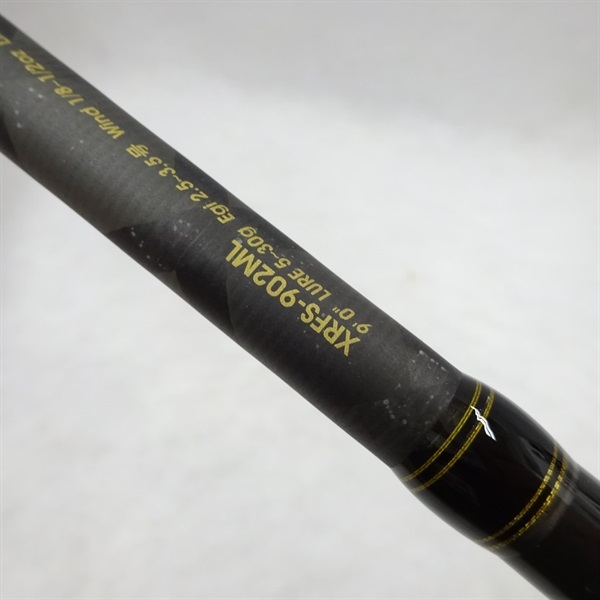 XRFS-902ML
9'0" LURE 5~30g Egi 2.5~3.5号 Wind 1/8-1/2oz